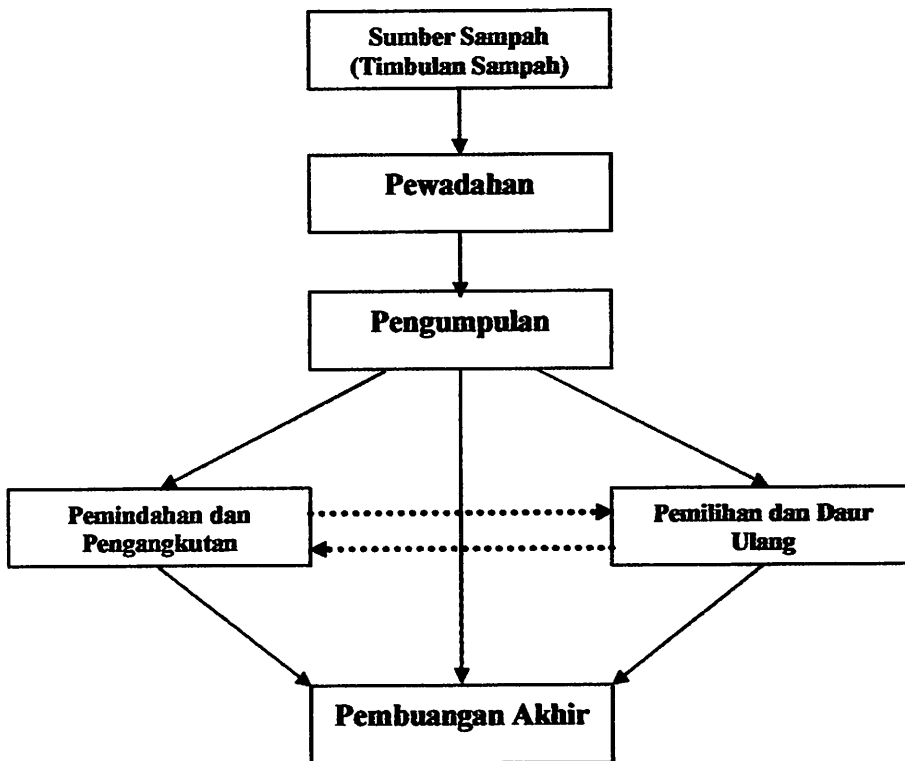 Sumber Sampah
(Timbulan Sampah)
Pewadahan
Pengumpulan
Pemindahan dan
Pengangkutan
Pemilihan dan Daur
Ulang
Pembuangan Akhir